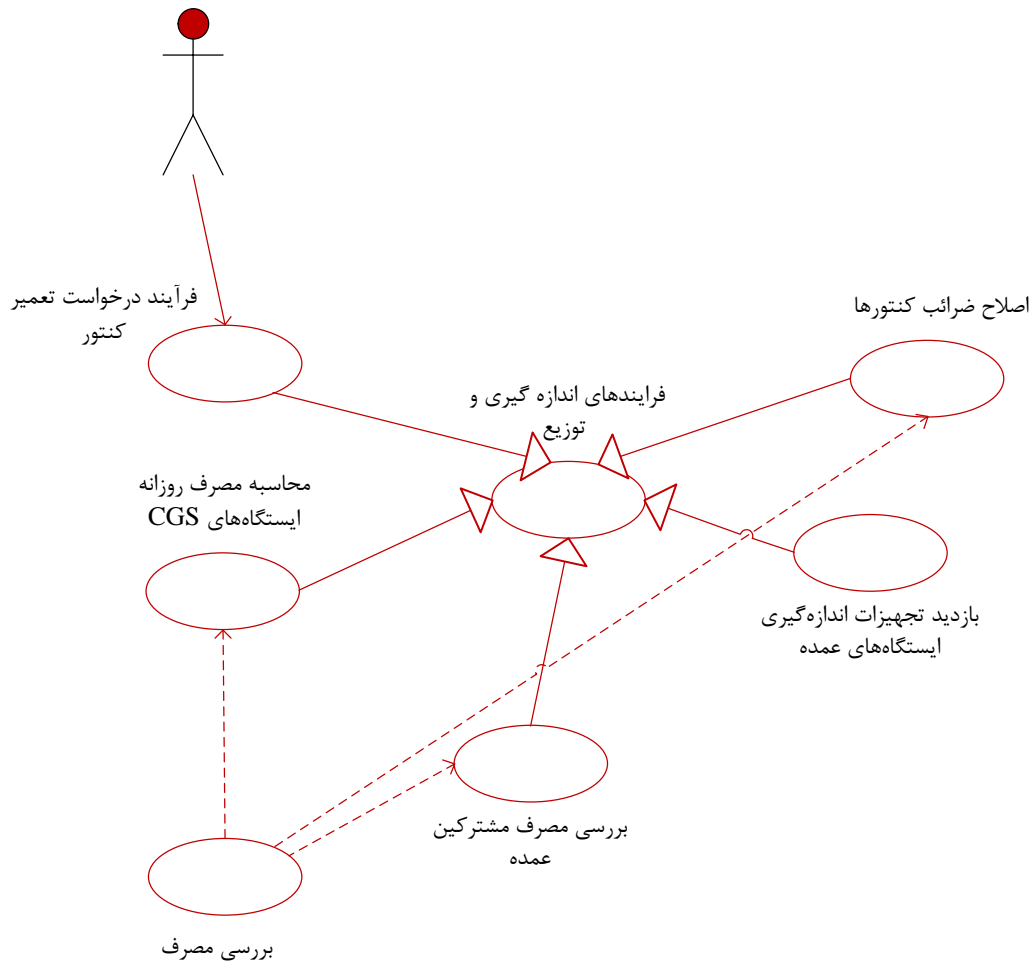 فرآیند درخواست تعمیر
کنتور
اصلاح ضرائب کنتورها
فرایندهای اندازه گیری و
توزیع
محاسبه مصرف روزانه
ایستگاه‌های CGS
بازدید تجهیزات اندازه‌گیری
ایستگاه‌های عمده
بررسی مصرف مشترکین
عمده
بررسی مصرف